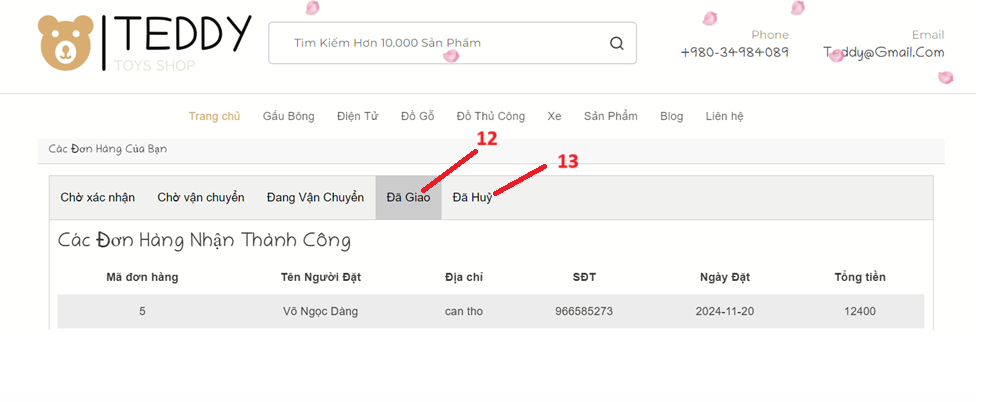 TEDDY
TOYS SHOP
Tìm Kiếm Hơn 10.000 Sản Phẩm
Phone
+980-34984089
Email
Teddy@Gmail.Com
Trang chủ Gấu Bông Điện Tử Đồ Gỗ Đồ Thủ Công Xe Sản Phẩm Blog Liên hệ
Các Đơn Hàng Của Bạn
12
13
Chờ xác nhận Chờ vận chuyển Đang Vận Chuyển Đã Giao Đã Huỷ
Các Đơn Hàng Nhận Thành Công
Mã đơn hàng Tên Người Đặt Địa chỉ SĐT Ngày Đặt Tổng tiền
5 Võ Ngọc Dàng can tho 966585273 2024-11-20 12400